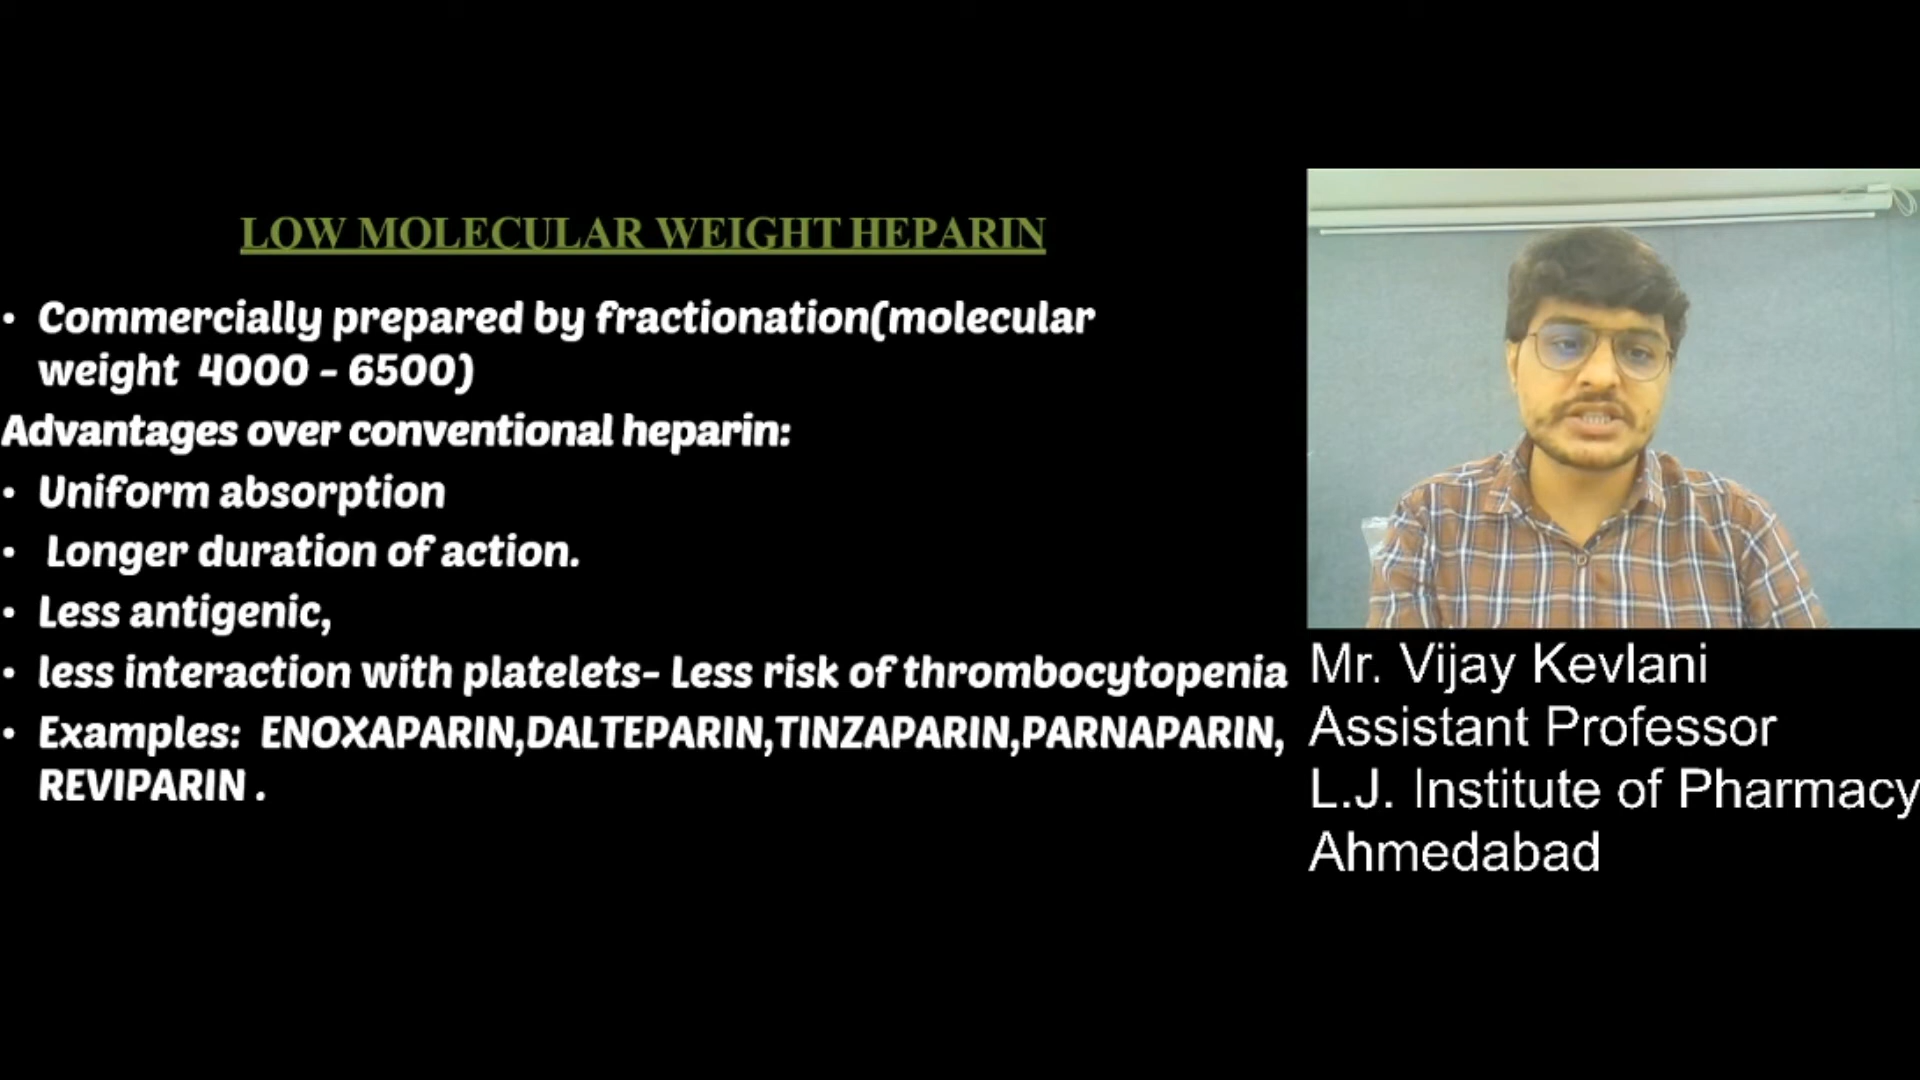 LOW MOLECULAR WEIGHT HEPARIN
• Commercially prepared by fractionation(molecular
weight 4000 - 6500)
Advantages over conventional heparin:
• Uniform absorption
• Longer duration of action.
• Less antigenic,
• less interaction with platelets- Less risk of thrombocytopenia
• Examples: ENOXAPARIN,DALTEPARIN,TINZAPARIN,PARNAPARIN,
REVIPARIN .
Mr. Vijay Kevlani
Assistant Professor
L.J. Institute of Pharmacy
Ahmedabad